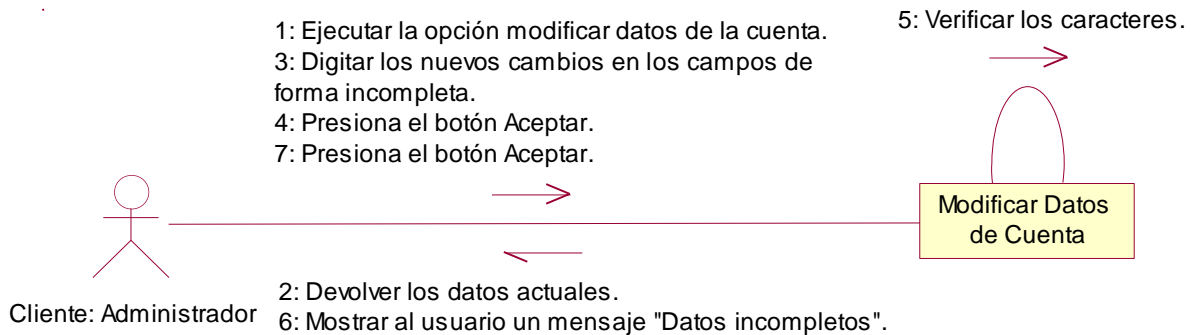 1: Ejecutar la opción modificar datos de la cuenta.
3: Digitar los nuevos cambios en los campos de
forma incompleta.
4: Presiona el botón Aceptar.
7: Presiona el botón Aceptar.
5: Verificar los caracteres.
Modificar Datos
de Cuenta
Cliente: Administrador
2: Devolver los datos actuales.
6: Mostrar al usuario un mensaje "Datos incompletos".